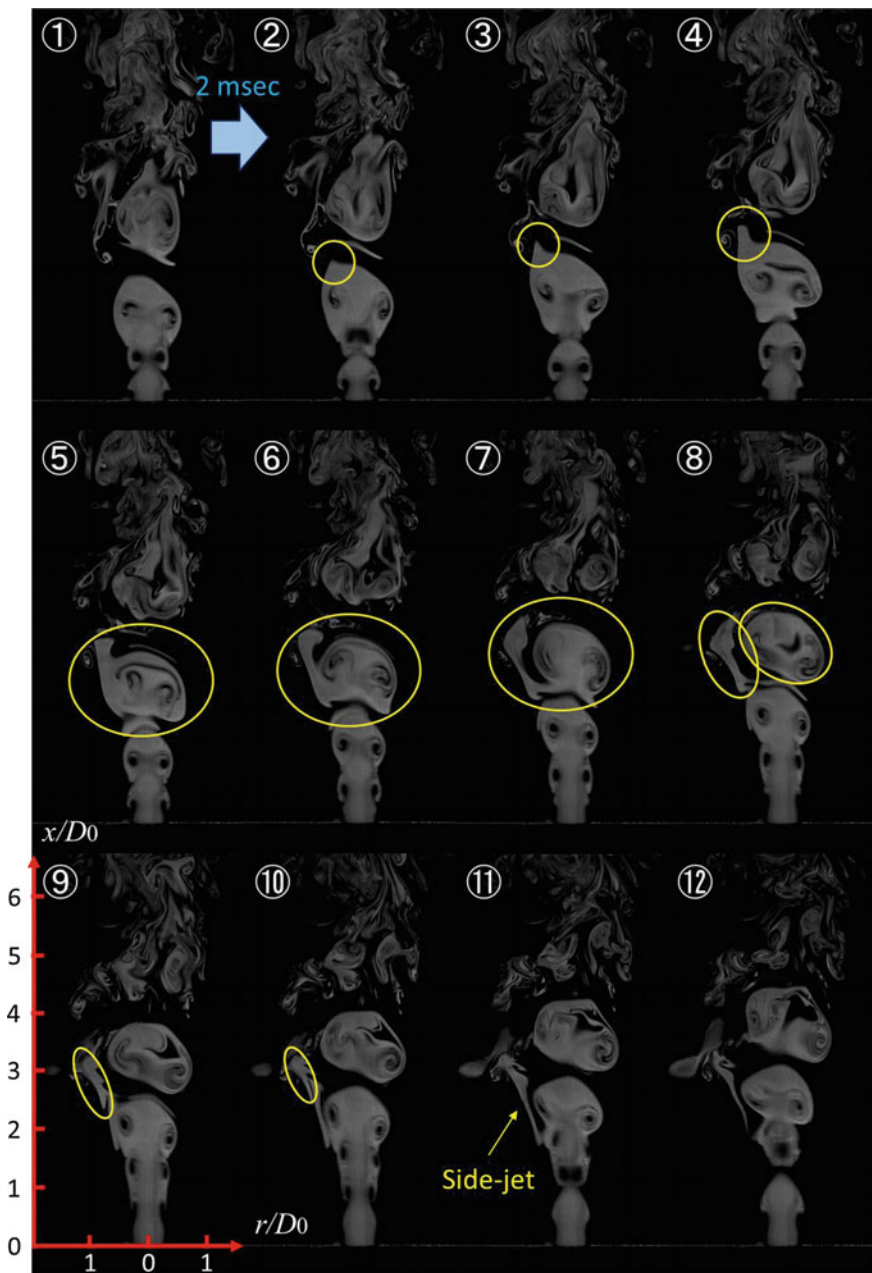 ① ② ③ ④
2 msec
⑤ ⑥ ⑦ ⑧
x/D0
⑨ ⑩ ⑪ ⑫
6
5
4
3
2
1
0
Side-jet
r/D0
1 0 1